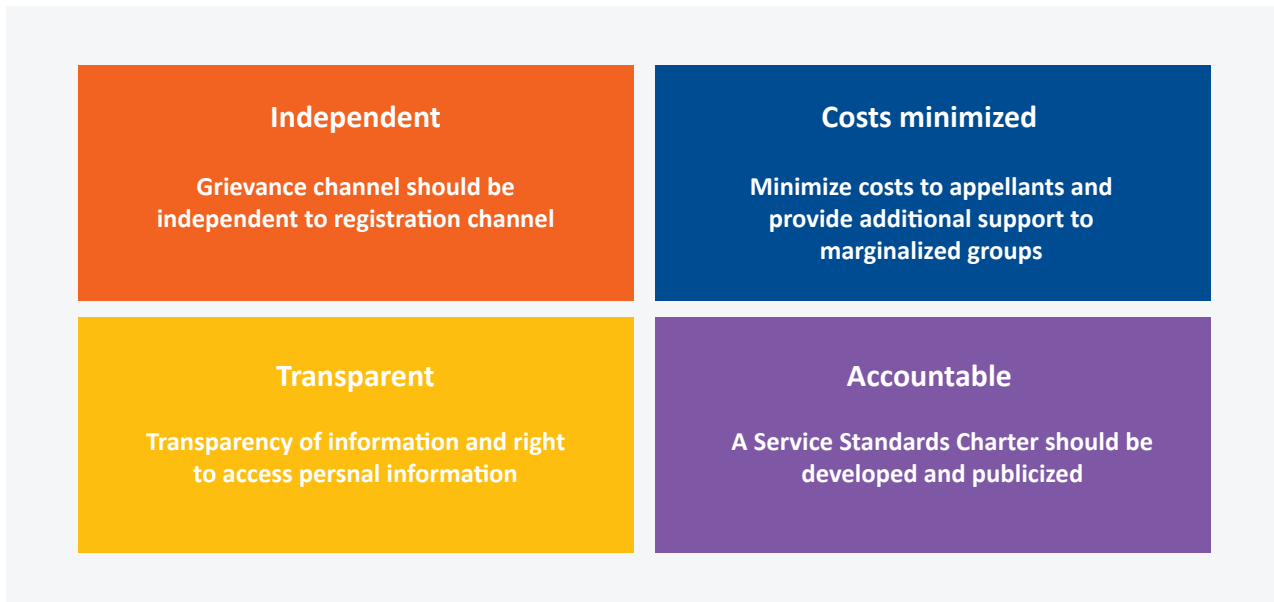 Independent
Grievance channel should be
independent to registration channel
Costs minimized
Minimize costs to appellants and
provide additional support to
marginalized groups
Transparent
Transparency of information and right
to access persnal information
Accountable
A Service Standards Charter should be
developed and publicized